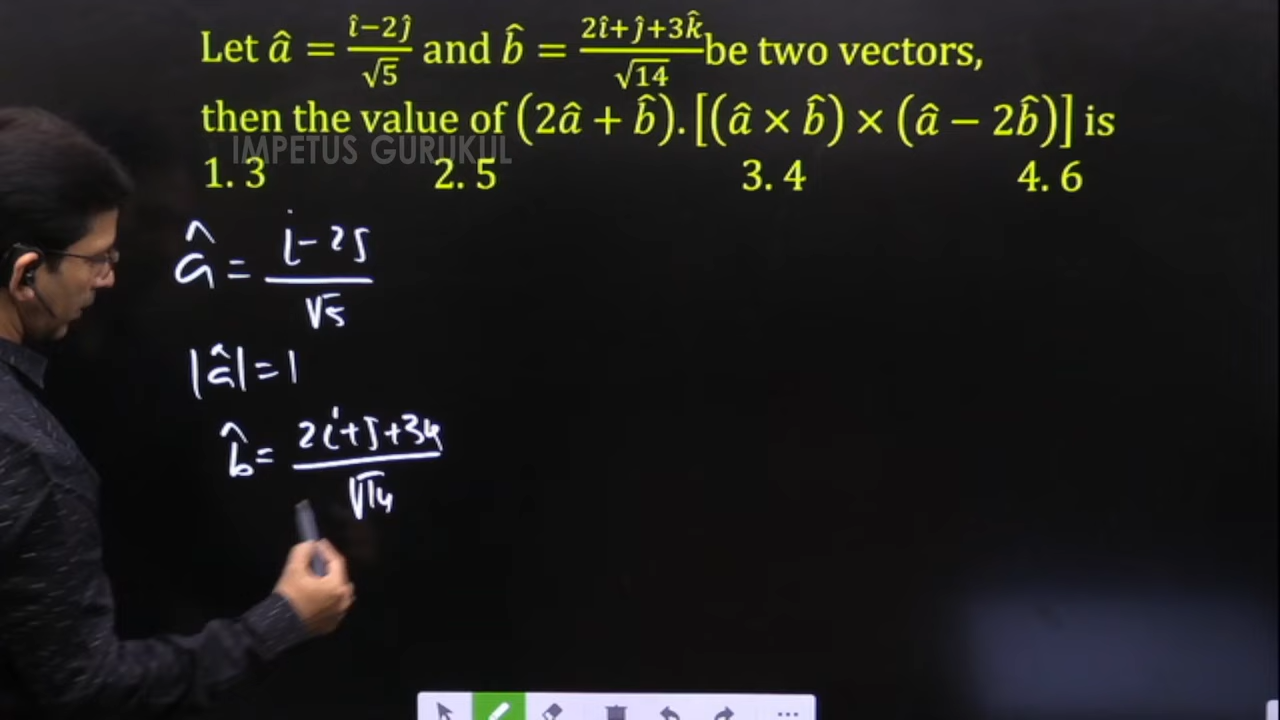 Let â = (î−2ĵ)/√5 and b̂ = (2î+ĵ+3k̂)/√14 be two vectors,
then the value of (2â + b̂). [(â × b̂) × (â − 2b̂)] is
IMPETUS GURUKUL
1. 3 2. 5 3. 4 4. 6
â = (i−2j)/√5
|â| = 1
b̂ = (2i+j+3k)/√14